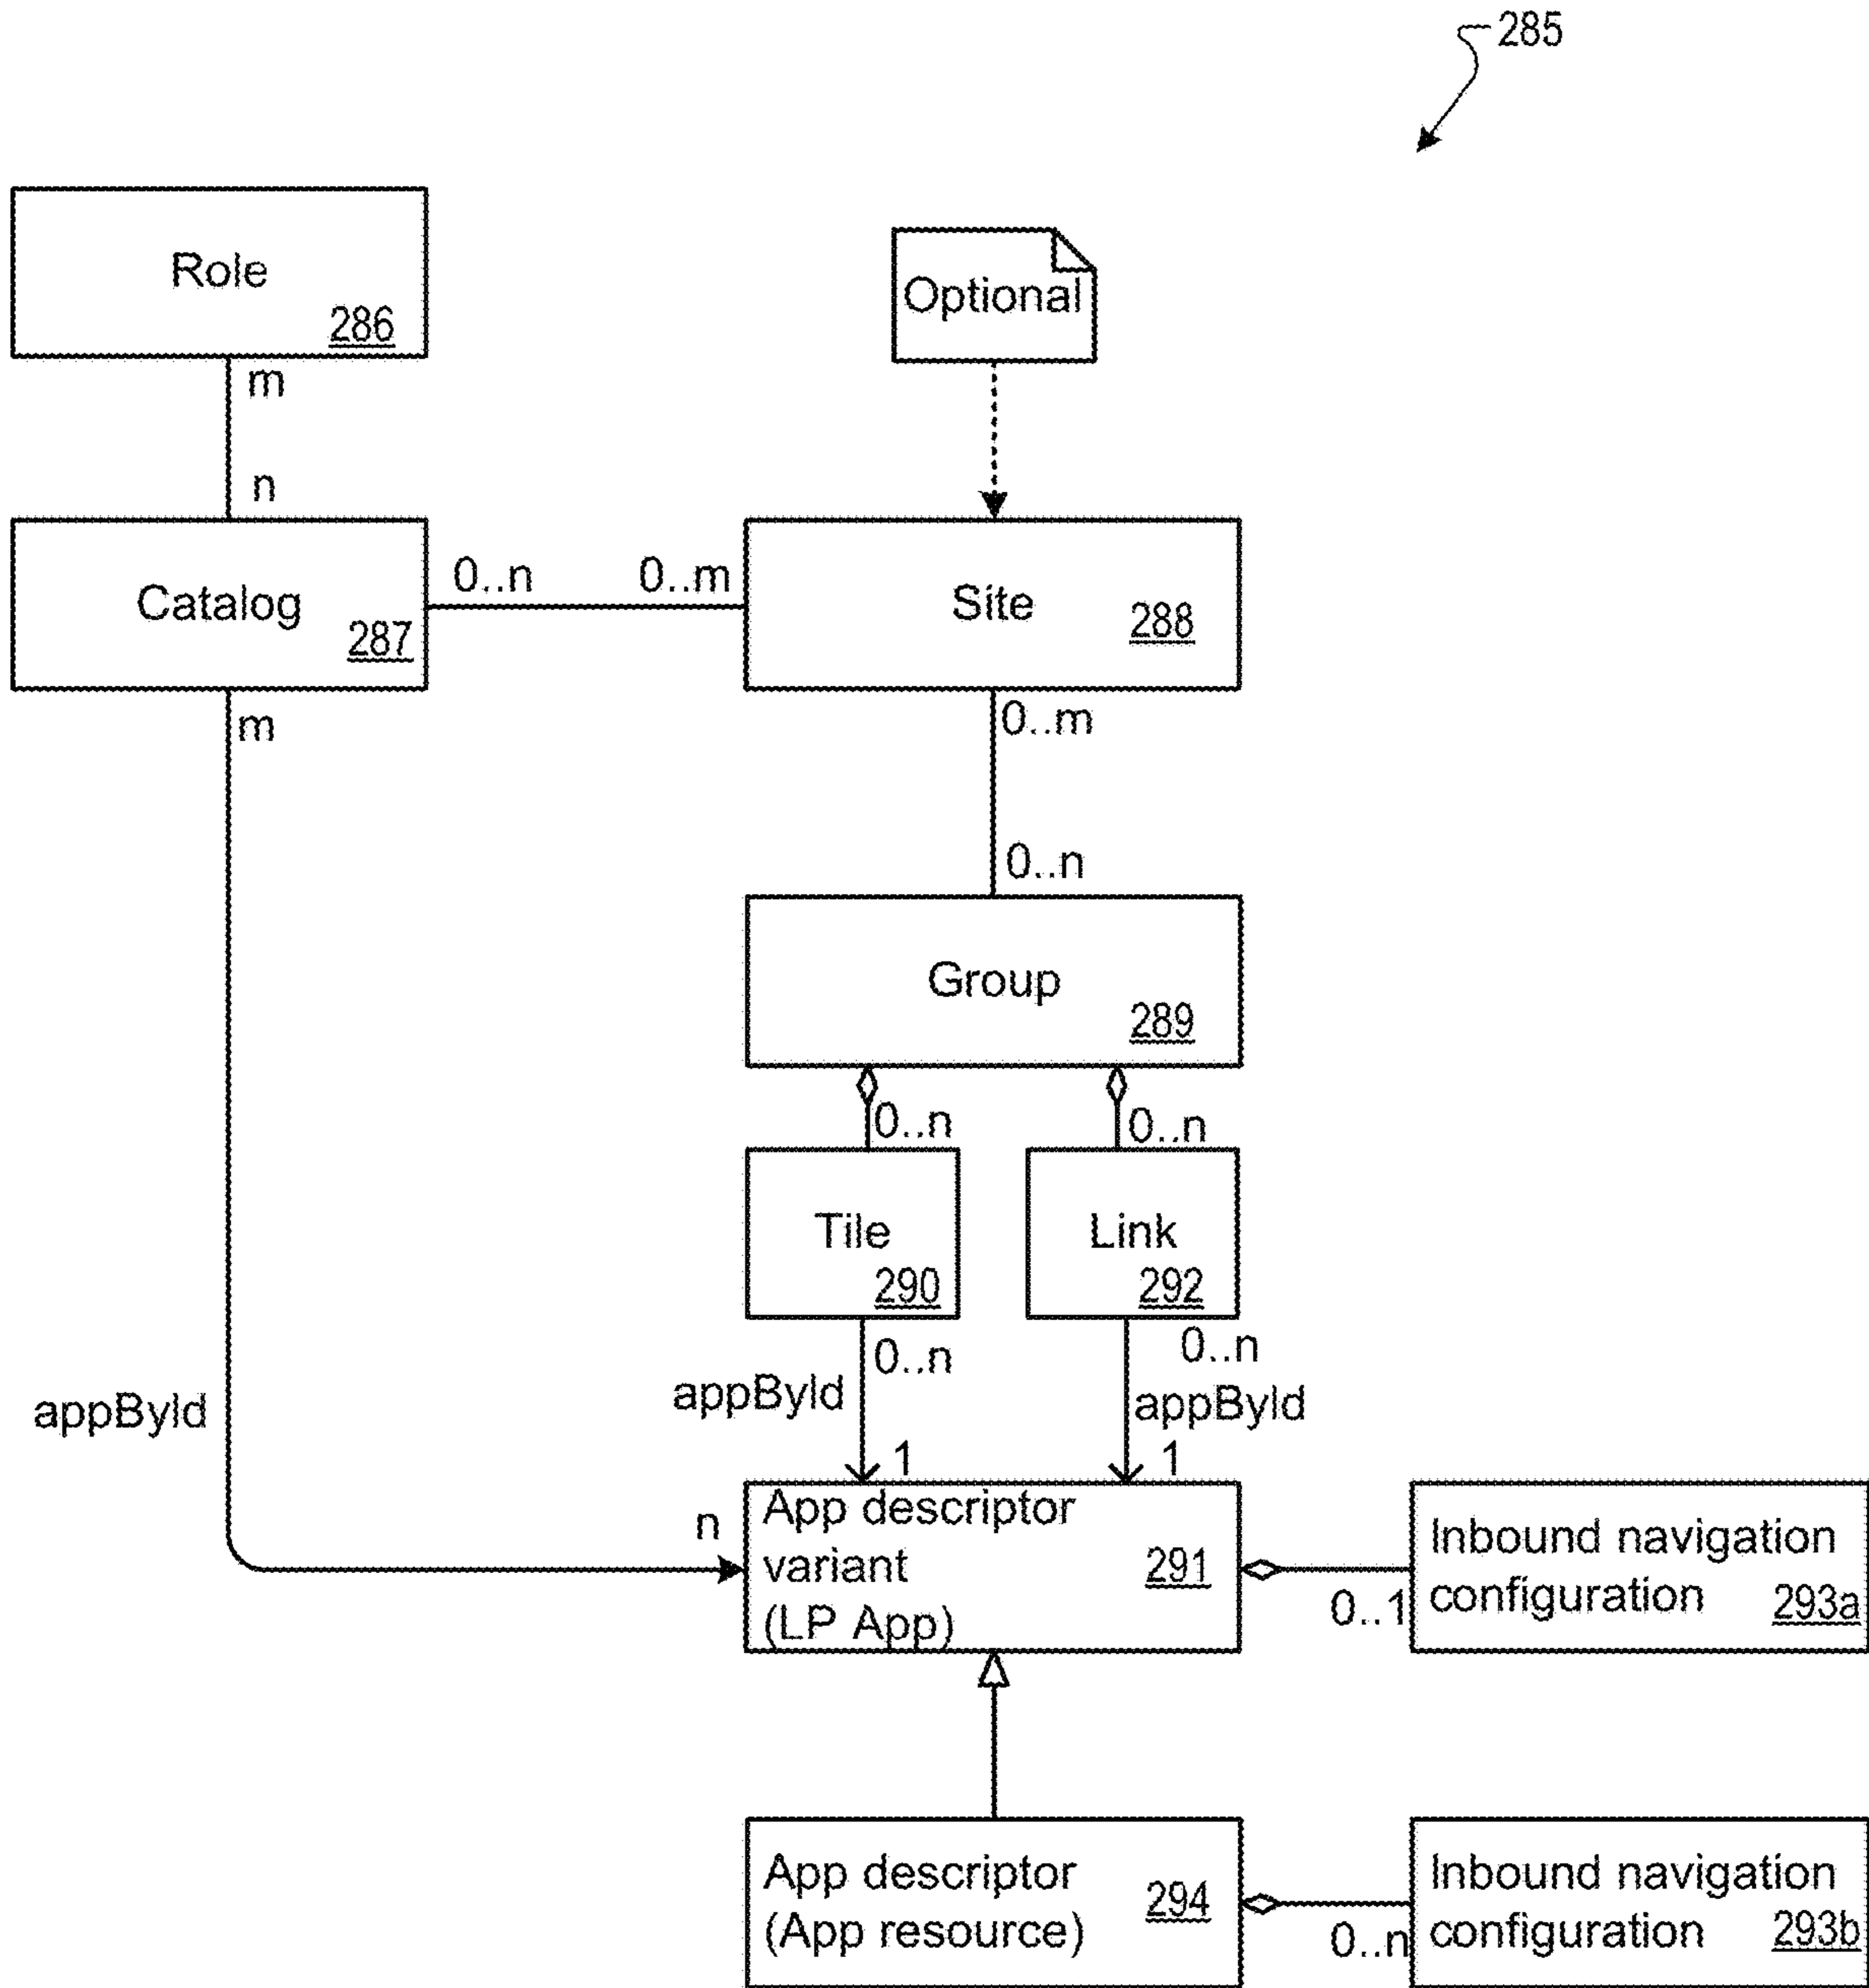 285
Role
286
m
Optional
n
Catalog
287
0..n
0..m
Site
288
m
0..m
0..n
Group
289
0..n
0..n
Tile
290
Link
292
0..n
0..n
appById
appById
appById
1
1
n
App descriptor
variant
(LP App)
291
0..1
Inbound navigation
configuration
293a
App descriptor
(App resource)
294
0..n
Inbound navigation
configuration
293b